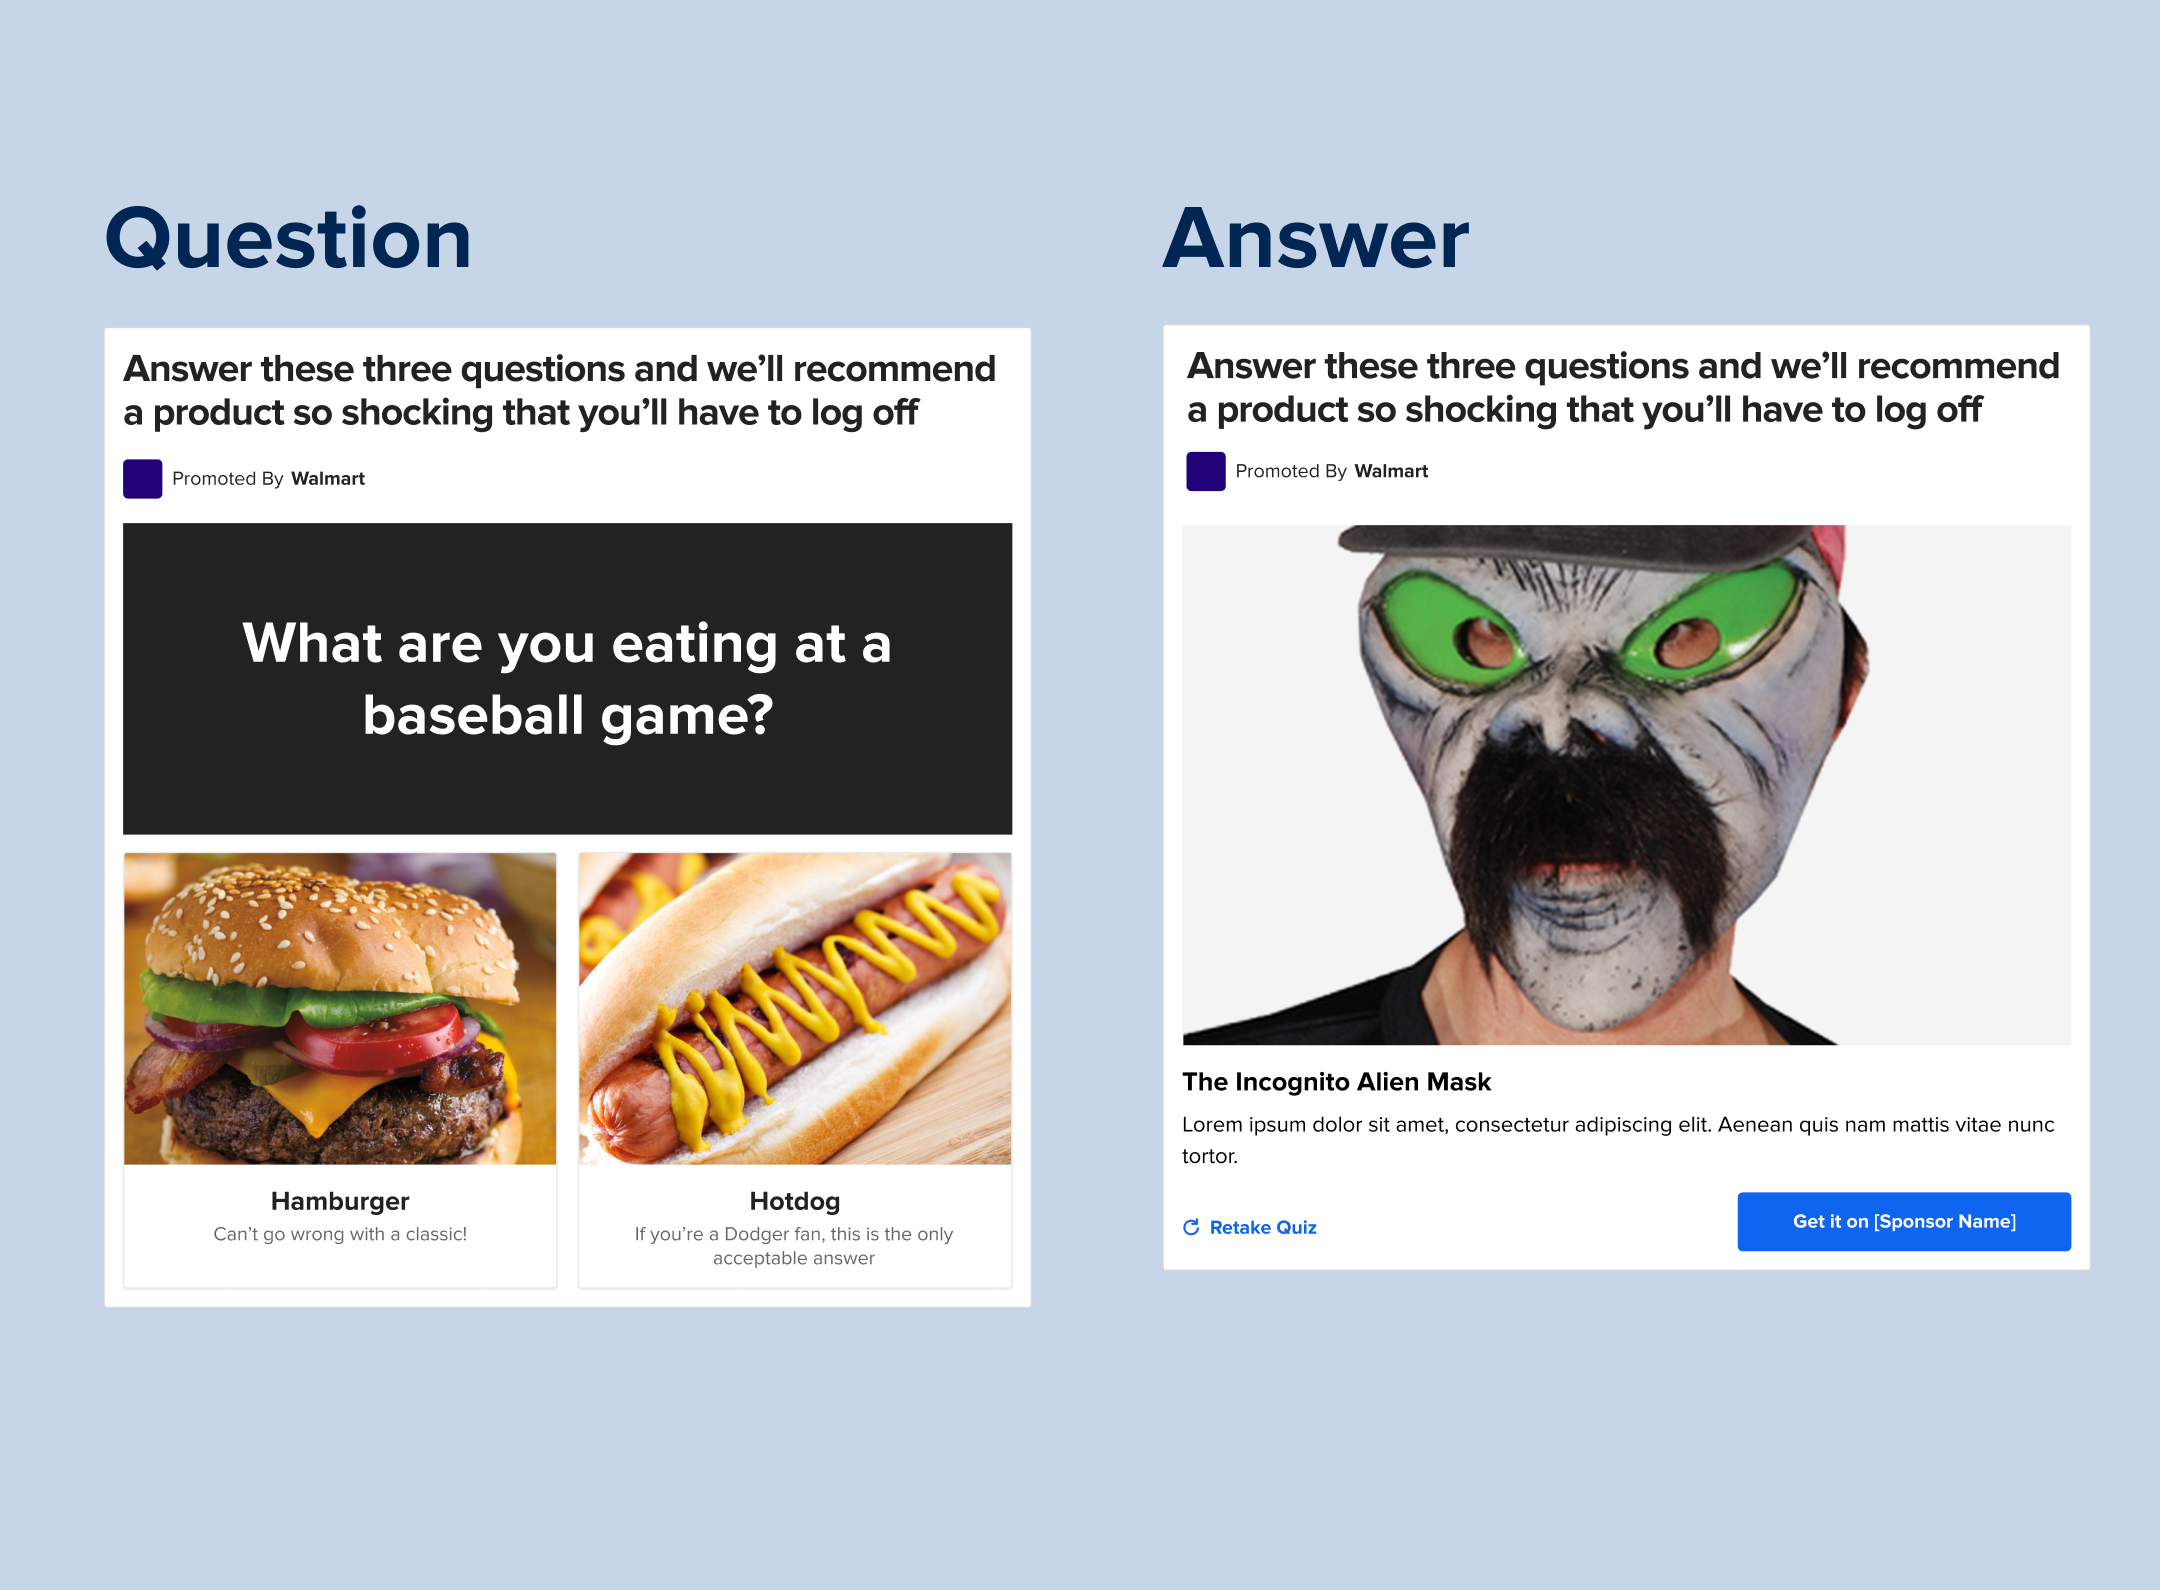 Question
Answer these three questions and we’ll recommend
a product so shocking that you’ll have to log off
Promoted By Walmart
What are you eating at a
baseball game?
Hamburger
Can’t go wrong with a classic!
Hotdog
If you’re a Dodger fan, this is the only
acceptable answer
Answer
Answer these three questions and we’ll recommend
a product so shocking that you’ll have to log off
Promoted By Walmart
The Incognito Alien Mask
Lorem ipsum dolor sit amet, consectetur adipiscing elit. Aenean quis nam mattis vitae nunc
tortor.
Retake Quiz
Get it on [Sponsor Name]